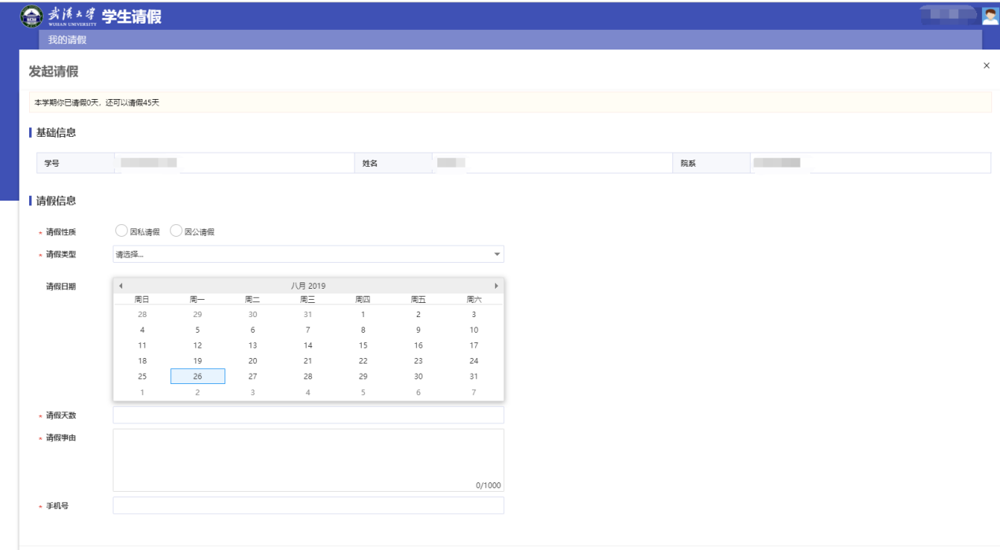 武汉大学 学生请假
WUHAN UNIVERSITY
我的请假
发起请假
×
本学期你已请假0天，还可以请假45天
基础信息
学号 姓名 院系
请假信息
* 请假性质 因私请假 因公请假
* 请假类型 请选择...
请假日期 八月 2019
周日 周一 周二 周三 周四 周五 周六
28 29 30 31 1 2 3
4 5 6 7 8 9 10
11 12 13 14 15 16 17
18 19 20 21 22 23 24
25 26 27 28 29 30 31
1 2 3 4 5 6 7
* 请假天数
* 请假事由
0/1000
* 手机号